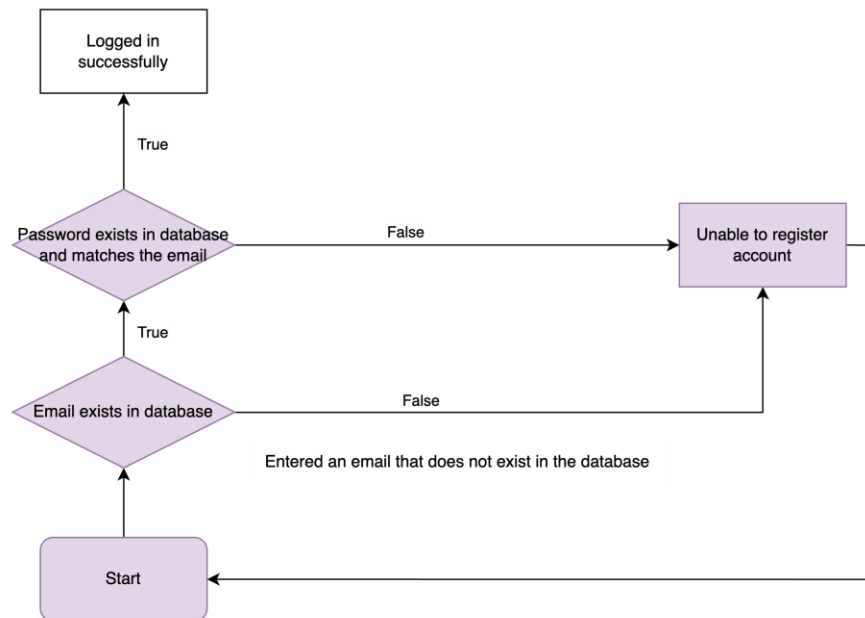 Logged in
successfully
True
Password exists in database
and matches the email
False
Unable to register
account
True
Email exists in database
False
Entered an email that does not exist in the database
Start